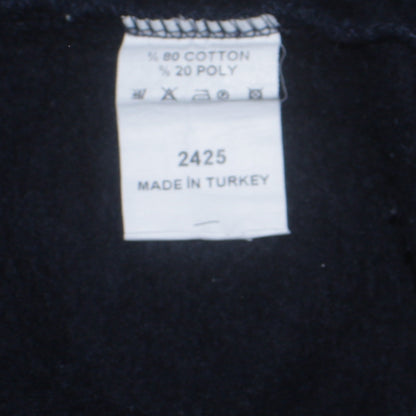 % 80 COTTON
% 20 POLY
2425
MADE İN TURKEY